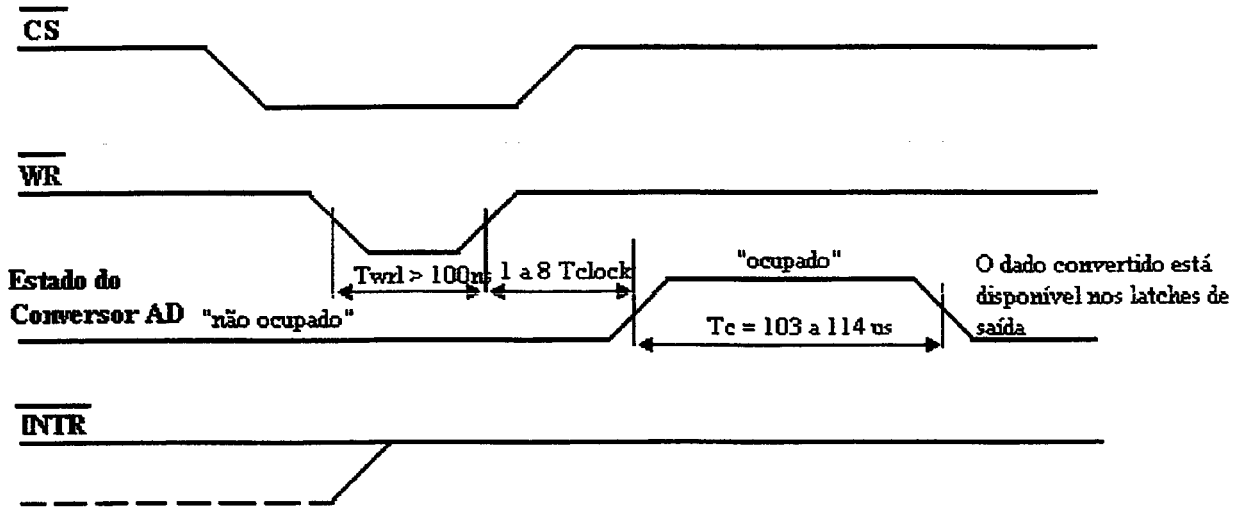 CS
WR
Twrl > 100ns
1 a 8 Tclock
"ocupado"
O dado convertido está
disponível nos latches de
saída
Estado do
Conversor AD
"não ocupado"
Tc = 103 a 114 us
INTR